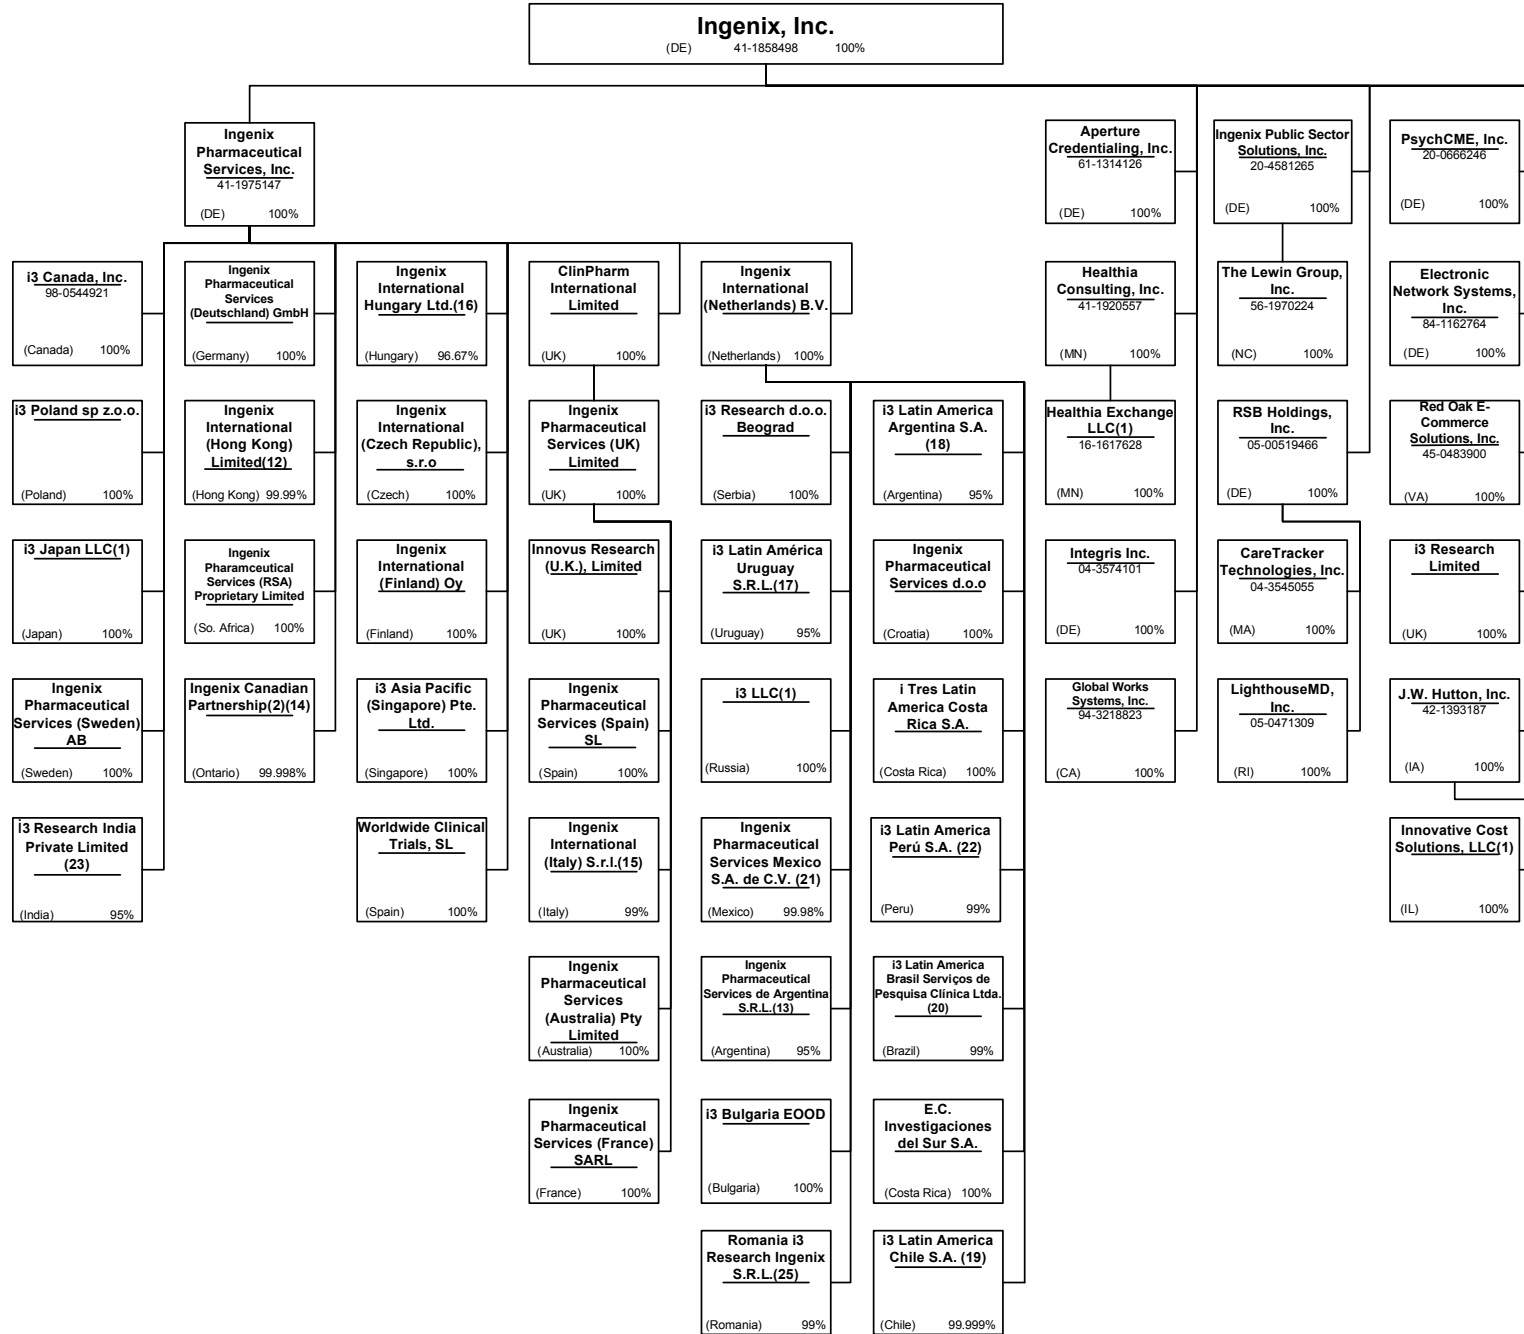 Ingenix, Inc.
(DE) 41-1858498 100%
Ingenix
Pharmaceutical
Services, Inc.
41-1975147
(DE) 100%
Aperture
Credentialing, Inc.
61-1314126
(DE) 100%
Ingenix Public Sector
Solutions, Inc.
20-4581265
(DE) 100%
PsychCME, Inc.
20-0666246
(DE) 100%
i3 Canada, Inc.
98-0544921
(Canada) 100%
Ingenix
Pharmaceutical
Services
(Deutschland) GmbH
(Germany) 100%
Ingenix
International
Hungary Ltd.(16)
(Hungary) 96.67%
ClinPharm
International
Limited
(UK) 100%
Ingenix
International
(Netherlands) B.V.
(Netherlands) 100%
Healthia
Consulting, Inc.
41-1920557
(MN) 100%
The Lewin Group,
Inc.
56-1970224
(NC) 100%
Electronic
Network Systems,
Inc.
84-1162764
(DE) 100%
i3 Poland sp z.o.o.
(Poland) 100%
Ingenix
International
(Hong Kong)
Limited(12)
(Hong Kong) 99.99%
Ingenix
International
(Czech Republic),
s.r.o
(Czech) 100%
Ingenix
Pharmaceutical
Services (UK)
Limited
(UK) 100%
i3 Research d.o.o.
Beograd
(Serbia) 100%
i3 Latin America
Argentina S.A.
(18)
(Argentina) 95%
Healthia Exchange
LLC(1)
16-1617628
(MN) 100%
RSB Holdings,
Inc.
05-00519466
(DE) 100%
Red Oak E-
Commerce
Solutions, Inc.
45-0483900
(VA) 100%
i3 Japan LLC(1)
(Japan) 100%
Ingenix
Pharamceutical
Services (RSA)
Proprietary Limited
(So. Africa) 100%
Ingenix
International
(Finland) Oy
(Finland) 100%
Innovus Research
(U.K.), Limited
(UK) 100%
i3 Latin América
Uruguay
S.R.L.(17)
(Uruguay) 95%
Ingenix
Pharmaceutical
Services d.o.o
(Croatia) 100%
Integris Inc.
04-3574101
(DE) 100%
CareTracker
Technologies, Inc.
04-3545055
(MA) 100%
i3 Research
Limited
(UK) 100%
Ingenix
Pharmaceutical
Services (Sweden)
AB
(Sweden) 100%
Ingenix Canadian
Partnership(2)(14)
(Ontario) 99.998%
i3 Asia Pacific
(Singapore) Pte.
Ltd.
(Singapore) 100%
Ingenix
Pharmaceutical
Services (Spain)
SL
(Spain) 100%
i3 LLC(1)
(Russia) 100%
i Tres Latin
America Costa
Rica S.A.
(Costa Rica) 100%
Global Works
Systems, Inc.
94-3218823
(CA) 100%
LighthouseMD,
Inc.
05-0471309
(RI) 100%
J.W. Hutton, Inc.
42-1393187
(IA) 100%
i3 Research India
Private Limited
(23)
(India) 95%
Worldwide Clinical
Trials, SL
(Spain) 100%
Ingenix
International
(Italy) S.r.l.(15)
(Italy) 99%
Ingenix
Pharmaceutical
Services Mexico
S.A. de C.V. (21)
(Mexico) 99.98%
i3 Latin America
Perú S.A. (22)
(Peru) 99%
Innovative Cost
Solutions, LLC(1)
(IL) 100%
Ingenix
Pharmaceutical
Services
(Australia) Pty
Limited
(Australia) 100%
Ingenix
Pharmaceutical
Services de Argentina
S.R.L.(13)
(Argentina) 95%
i3 Latin America
Brasil Serviços de
Pesquisa Clínica Ltda.
(20)
(Brazil) 99%
Ingenix
Pharmaceutical
Services (France)
SARL
(France) 100%
i3 Bulgaria EOOD
(Bulgaria) 100%
E.C.
Investigaciones
del Sur S.A.
(Costa Rica) 100%
Romania i3
Research Ingenix
S.R.L.(25)
(Romania) 99%
i3 Latin America
Chile S.A. (19)
(Chile) 99.999%